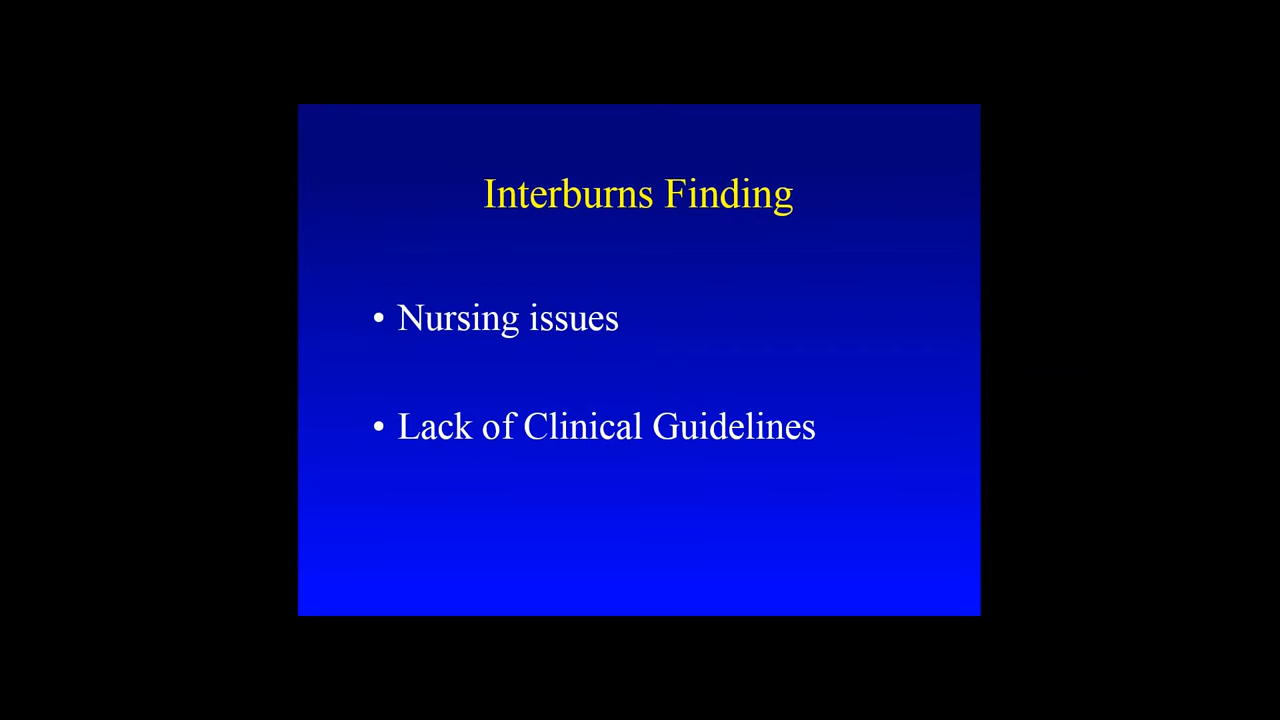 Interburns Finding
• Nursing issues
• Lack of Clinical Guidelines